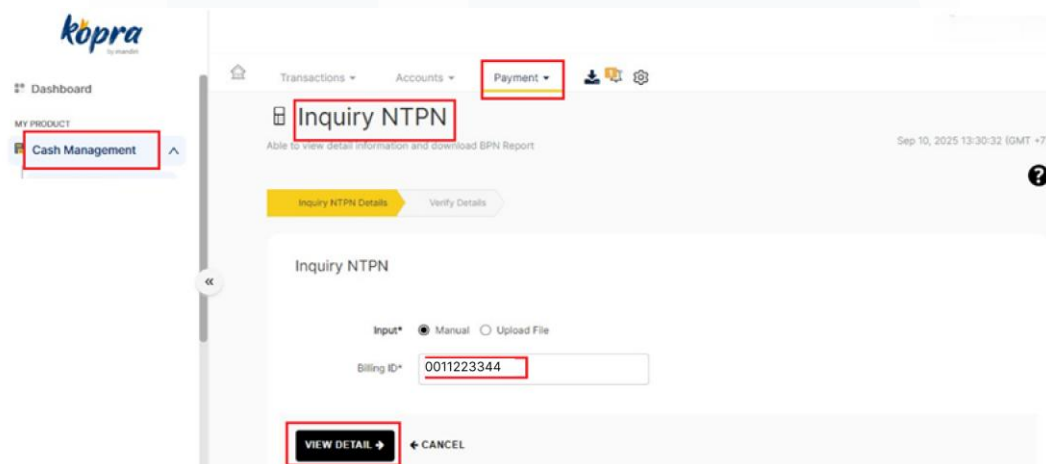 kopra
by mandiri
Dashboard
MY PRODUCT
Cash Management
Transactions Accounts Payment
Inquiry NTPN
Able to view detail information and download BPN Report
Sep 10, 2025 13:30:32 (GMT +7
?
Inquiry NTPN Details Verify Details
Inquiry NTPN
Input* Manual Upload File
Billing ID* 0011223344
VIEW DETAIL → ← CANCEL